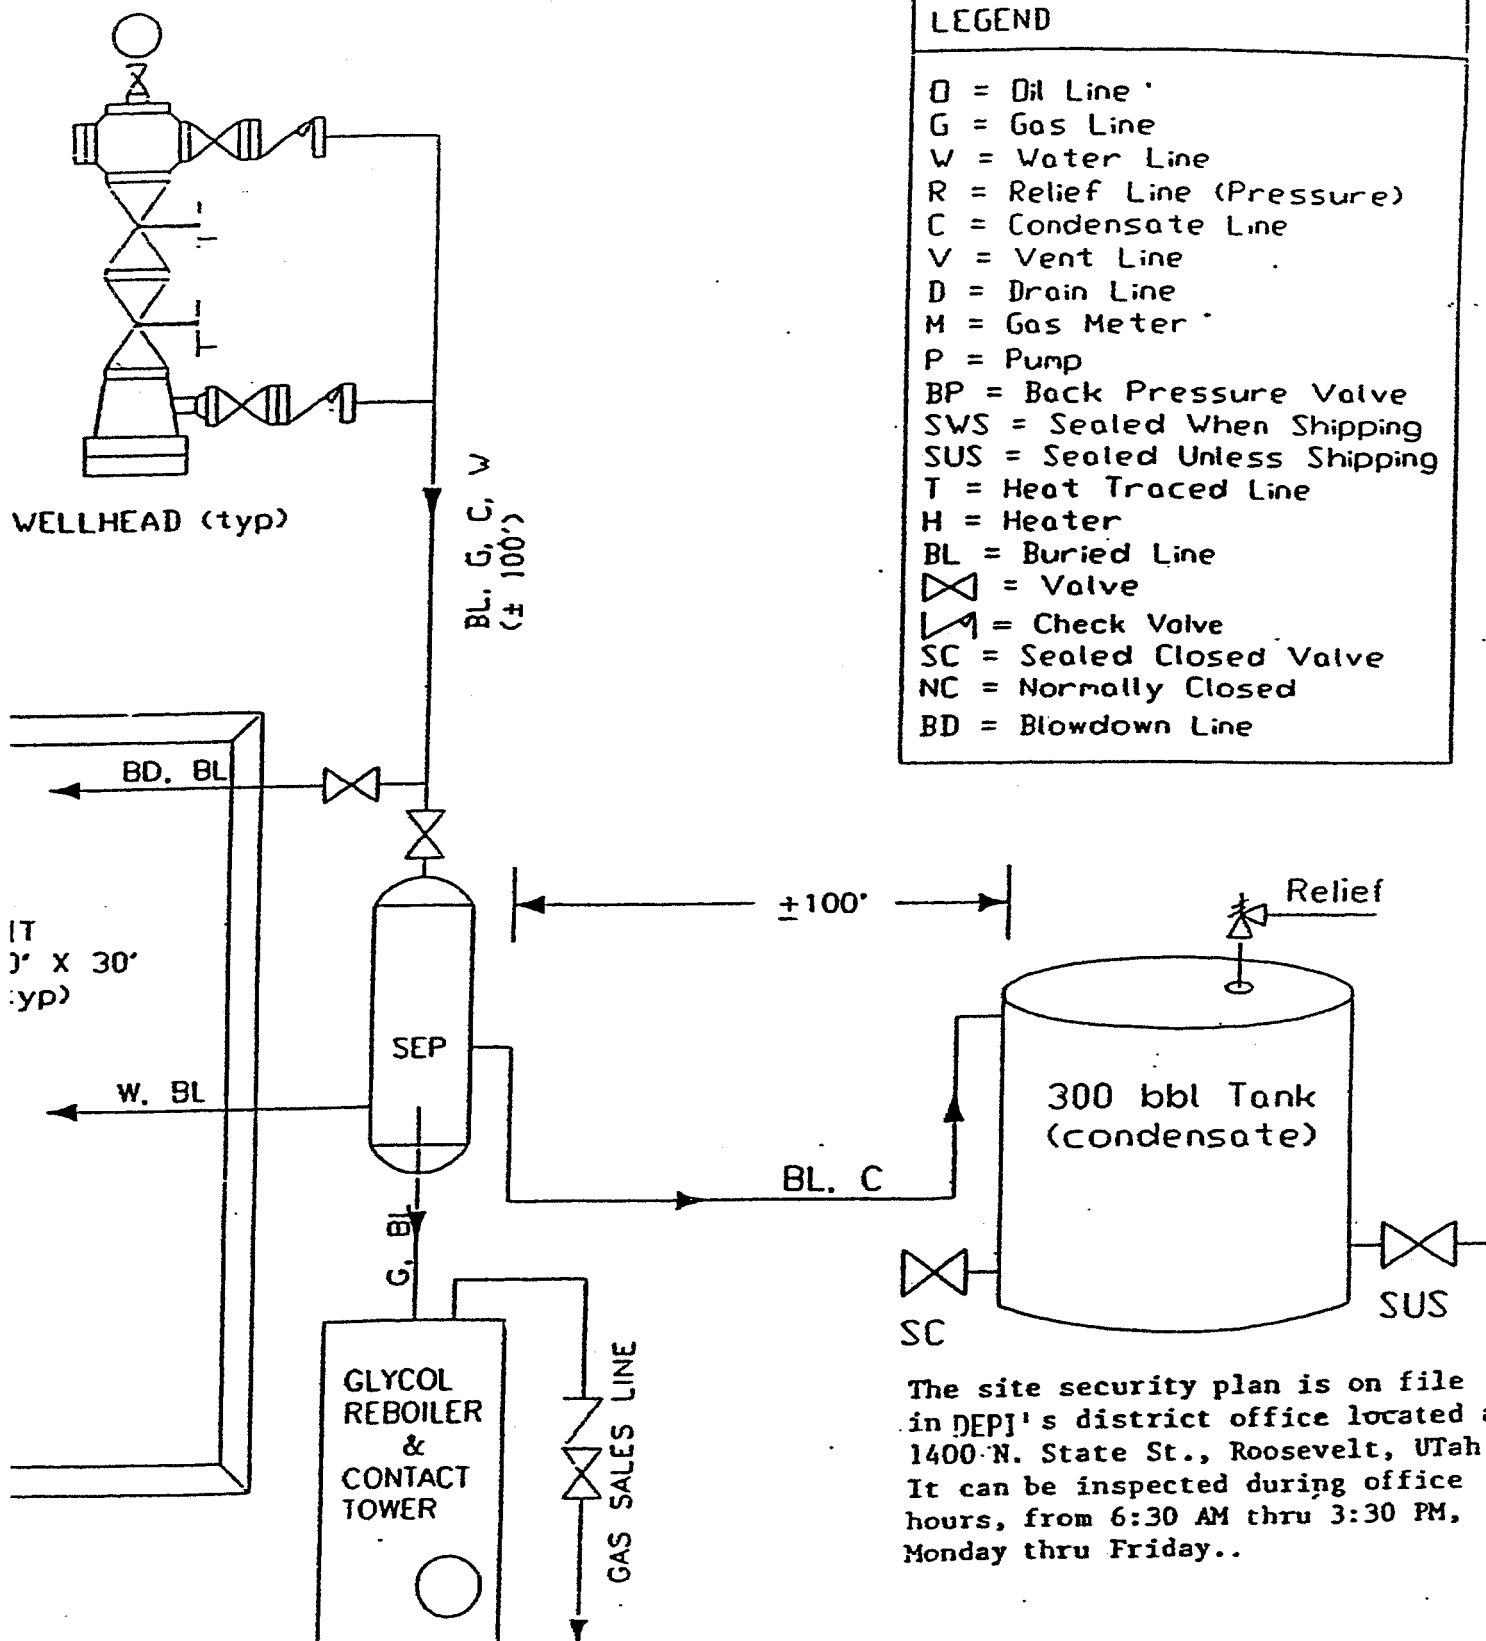 LEGEND
O = Oil Line
G = Gas Line
W = Water Line
R = Relief Line (Pressure)
C = Condensate Line
V = Vent Line
D = Drain Line
M = Gas Meter
P = Pump
BP = Back Pressure Valve
SWS = Sealed When Shipping
SUS = Sealed Unless Shipping
T = Heat Traced Line
H = Heater
BL = Buried Line
= Valve
= Check Valve
SC = Sealed Closed Valve
NC = Normally Closed
BD = Blowdown Line
WELLHEAD (typ)
BL, G, C, W
(± 100')
BD. BL
IT
0' X 30'
typ)
W. BL
SEP
±100'
Relief
300 bbl Tank
(condensate)
BL. C
G, BL
SC
SUS
GLYCOL
REBOILER
&
CONTACT
TOWER
GAS SALES LINE
The site security plan is on file
in DEPI's district office located a
1400 N. State St., Roosevelt, UTah
It can be inspected during office
hours, from 6:30 AM thru 3:30 PM,
Monday thru Friday..